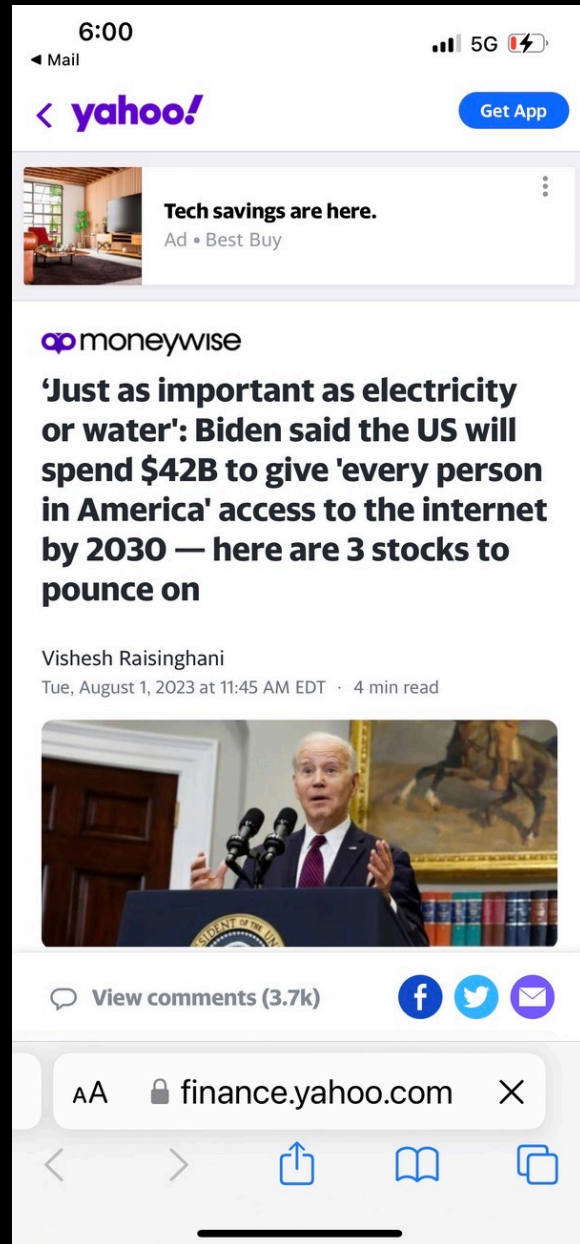 6:00
◀ Mail
5G
yahoo!
Get App
Tech savings are here.
Ad • Best Buy
moneywise
‘Just as important as electricity
or water': Biden said the US will
spend $42B to give 'every person
in America' access to the internet
by 2030 — here are 3 stocks to
pounce on
Vishesh Raisinghani
Tue, August 1, 2023 at 11:45 AM EDT · 4 min read
PRESIDENT OF THE
View comments (3.7k)
AA
finance.yahoo.com